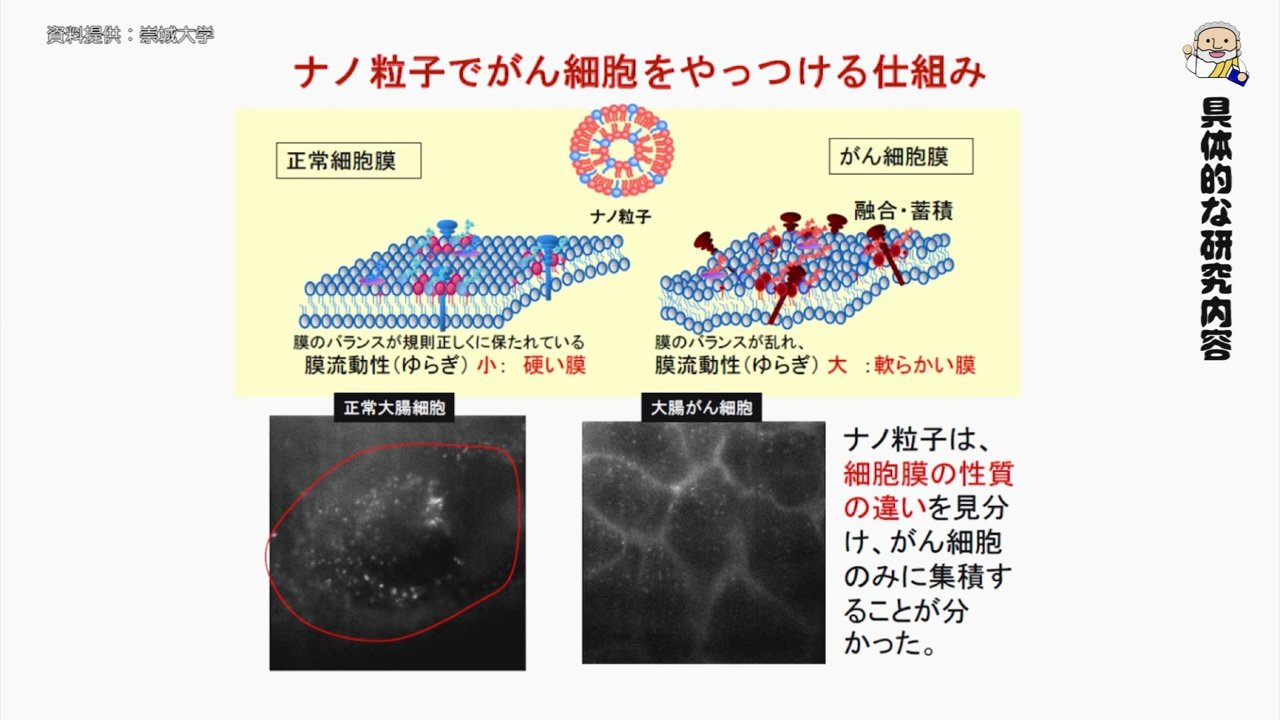 資料提供：崇城大学
ナノ粒子でがん細胞をやっつける仕組み
具体的な研究内容
正常細胞膜
ナノ粒子
がん細胞膜
融合・蓄積
膜のバランスが規則正しくに保たれている
膜流動性（ゆらぎ）小： 硬い膜
膜のバランスが乱れ、
膜流動性（ゆらぎ）大 ：軟らかい膜
正常大腸細胞
大腸がん細胞
ナノ粒子は、
細胞膜の性質
の違いを見分
け、がん細胞
のみに集積す
ることが分
かった。